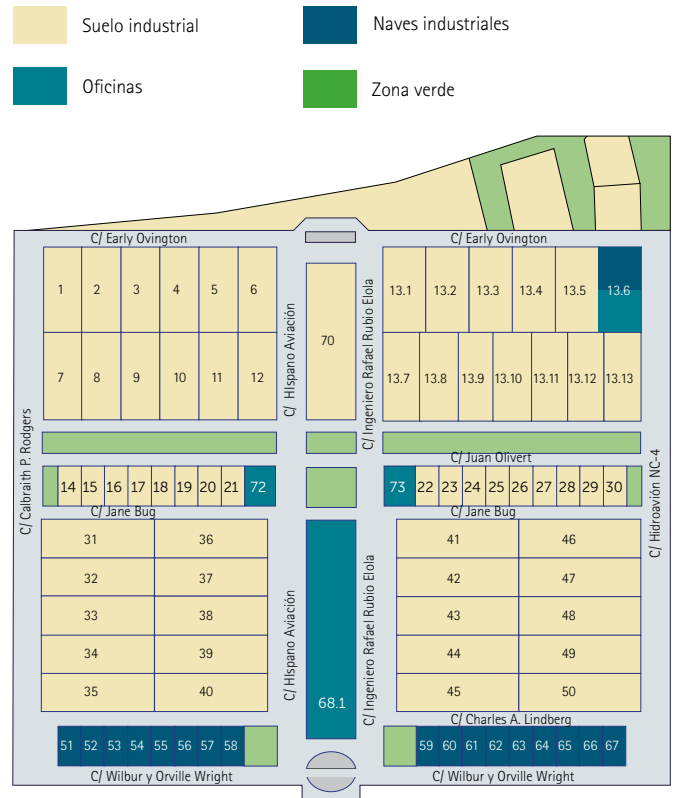 Suelo industrial
Naves industriales
Oficinas
Zona verde
C/ Early Ovington
C/ Early Ovington
1 2 3 4 5 6
13.1 13.2 13.3 13.4 13.5 13.6
70
C/ HIspano Aviación
C/ Ingeniero Rafael Rubio Elola
7 8 9 10 11 12
13.7 13.8 13.9 13.10 13.11 13.12 13.13
C/ Calbraith P. Rodgers
C/ Juan Olivert
C/ Hidroavión NC-4
14 15 16 17 18 19 20 21 72
73 22 23 24 25 26 27 28 29 30
C/ Jane Bug
C/ Jane Bug
31 36
41 46
32 37
42 47
33 38
43 48
34 39
44 49
35 40
45 50
C/ HIspano Aviación
C/ Ingeniero Rafael Rubio Elola
68.1
C/ Charles A. Lindberg
51 52 53 54 55 56 57 58
59 60 61 62 63 64 65 66 67
C/ Wilbur y Orville Wright
C/ Wilbur y Orville Wright